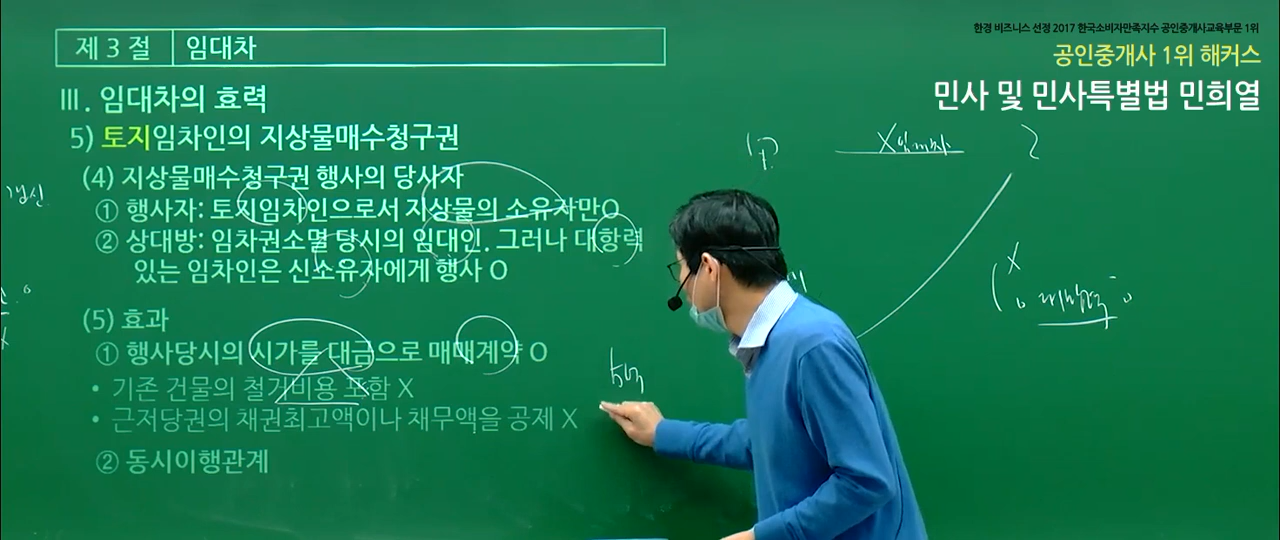 한경 비즈니스 선정 2017 한국소비자만족지수 공인중개사교육부문 1위
공인중개사 1위 해커스
민사 및 민사특별법 민희열
제 3 절 임대차
Ⅲ. 임대차의 효력
5) 토지임차인의 지상물매수청구권
(4) 지상물매수청구권 행사의 당사자
① 행사자: 토지임차인으로서 지상물의 소유자만O
② 상대방: 임차권소멸 당시의 임대인. 그러나 대항력
있는 임차인은 신소유자에게 행사 O
(5) 효과
① 행사당시의 시가를 대금으로 매매계약 O
• 기존 건물의 철거비용 포함 X
• 근저당권의 채권최고액이나 채무액을 공제 X
② 동시이행관계
갱신
X 임대차
X